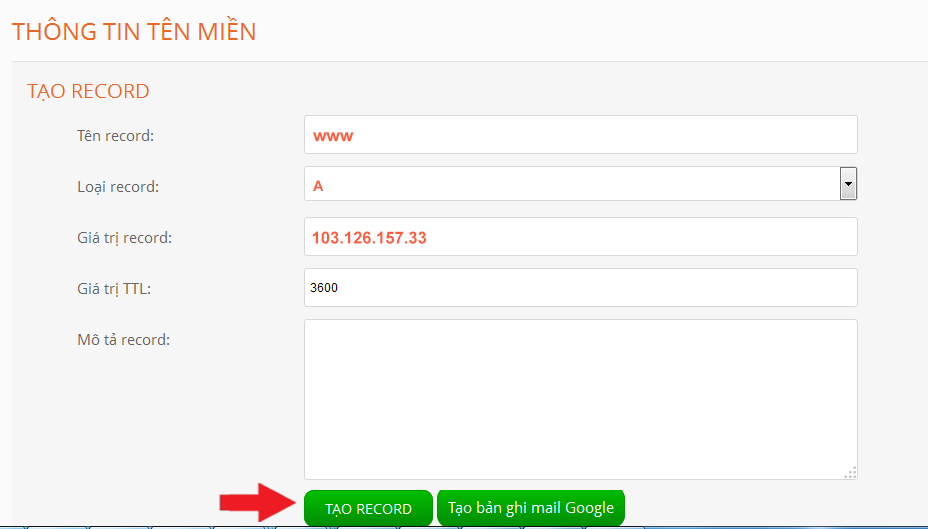 THÔNG TIN TÊN MIỀN
TẠO RECORD
Tên record: www
Loại record: A
Giá trị record: 103.126.157.33
Giá trị TTL: 3600
Mô tả record:
TẠO RECORD Tạo bản ghi mail Google